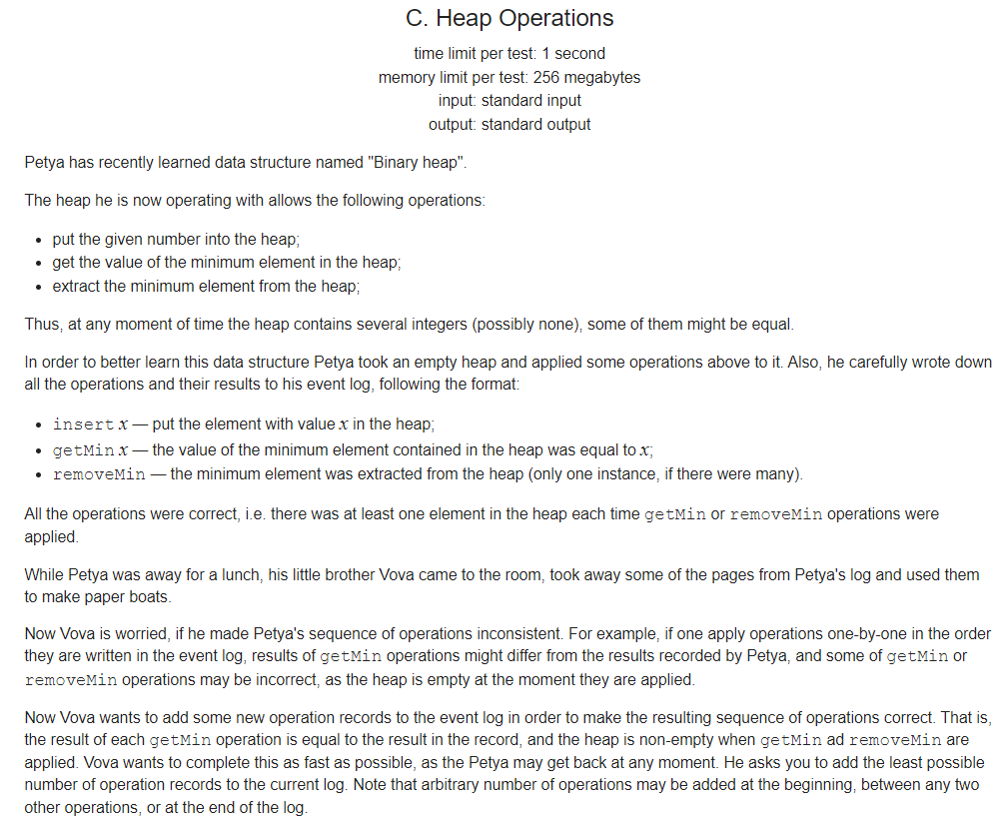 C. Heap Operations
time limit per test: 1 second
memory limit per test: 256 megabytes
input: standard input
output: standard output
Petya has recently learned data structure named "Binary heap".
The heap he is now operating with allows the following operations:
• put the given number into the heap;
• get the value of the minimum element in the heap;
• extract the minimum element from the heap;
Thus, at any moment of time the heap contains several integers (possibly none), some of them might be equal.
In order to better learn this data structure Petya took an empty heap and applied some operations above to it. Also, he carefully wrote down
all the operations and their results to his event log, following the format:
• insert x — put the element with value x in the heap;
• getMin x — the value of the minimum element contained in the heap was equal to x;
• removeMin — the minimum element was extracted from the heap (only one instance, if there were many).
All the operations were correct, i.e. there was at least one element in the heap each time getMin or removeMin operations were
applied.
While Petya was away for a lunch, his little brother Vova came to the room, took away some of the pages from Petya's log and used them
to make paper boats.
Now Vova is worried, if he made Petya's sequence of operations inconsistent. For example, if one apply operations one-by-one in the order
they are written in the event log, results of getMin operations might differ from the results recorded by Petya, and some of getMin or
removeMin operations may be incorrect, as the heap is empty at the moment they are applied.
Now Vova wants to add some new operation records to the event log in order to make the resulting sequence of operations correct. That is,
the result of each getMin operation is equal to the result in the record, and the heap is non-empty when getMin ad removeMin are
applied. Vova wants to complete this as fast as possible, as the Petya may get back at any moment. He asks you to add the least possible
number of operation records to the current log. Note that arbitrary number of operations may be added at the beginning, between any two
other operations, or at the end of the log.